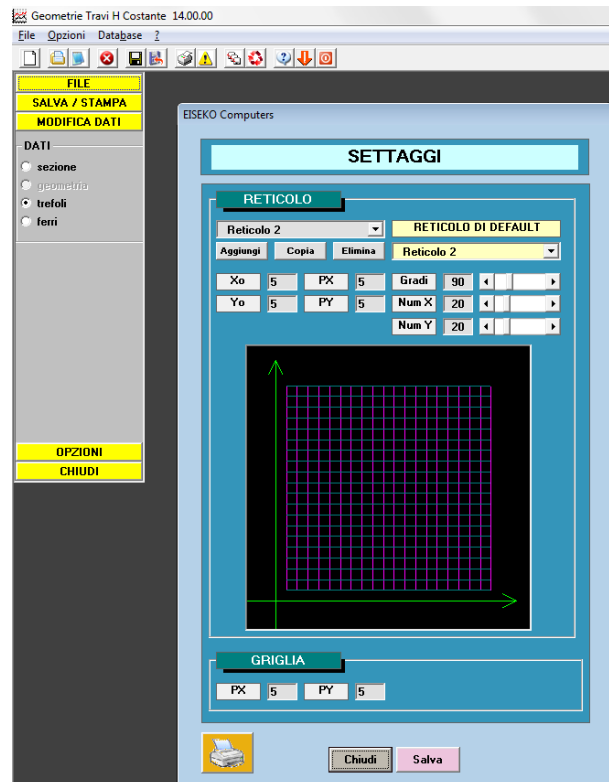 Geometrie Travi H Costante 14.00.00
File Opzioni Database ?
FILE
SALVA / STAMPA
MODIFICA DATI
DATI
sezione
geometria
trefoli
ferri
OPZIONI
CHIUDI
EISEKO Computers
SETTAGGI
RETICOLO
Reticolo 2 RETICOLO DI DEFAULT
Aggiungi Copia Elimina Reticolo 2
Xo 5 PX 5 Gradi 90
Yo 5 PY 5 Num X 20
Num Y 20
GRIGLIA
PX 5 PY 5
Chiudi Salva